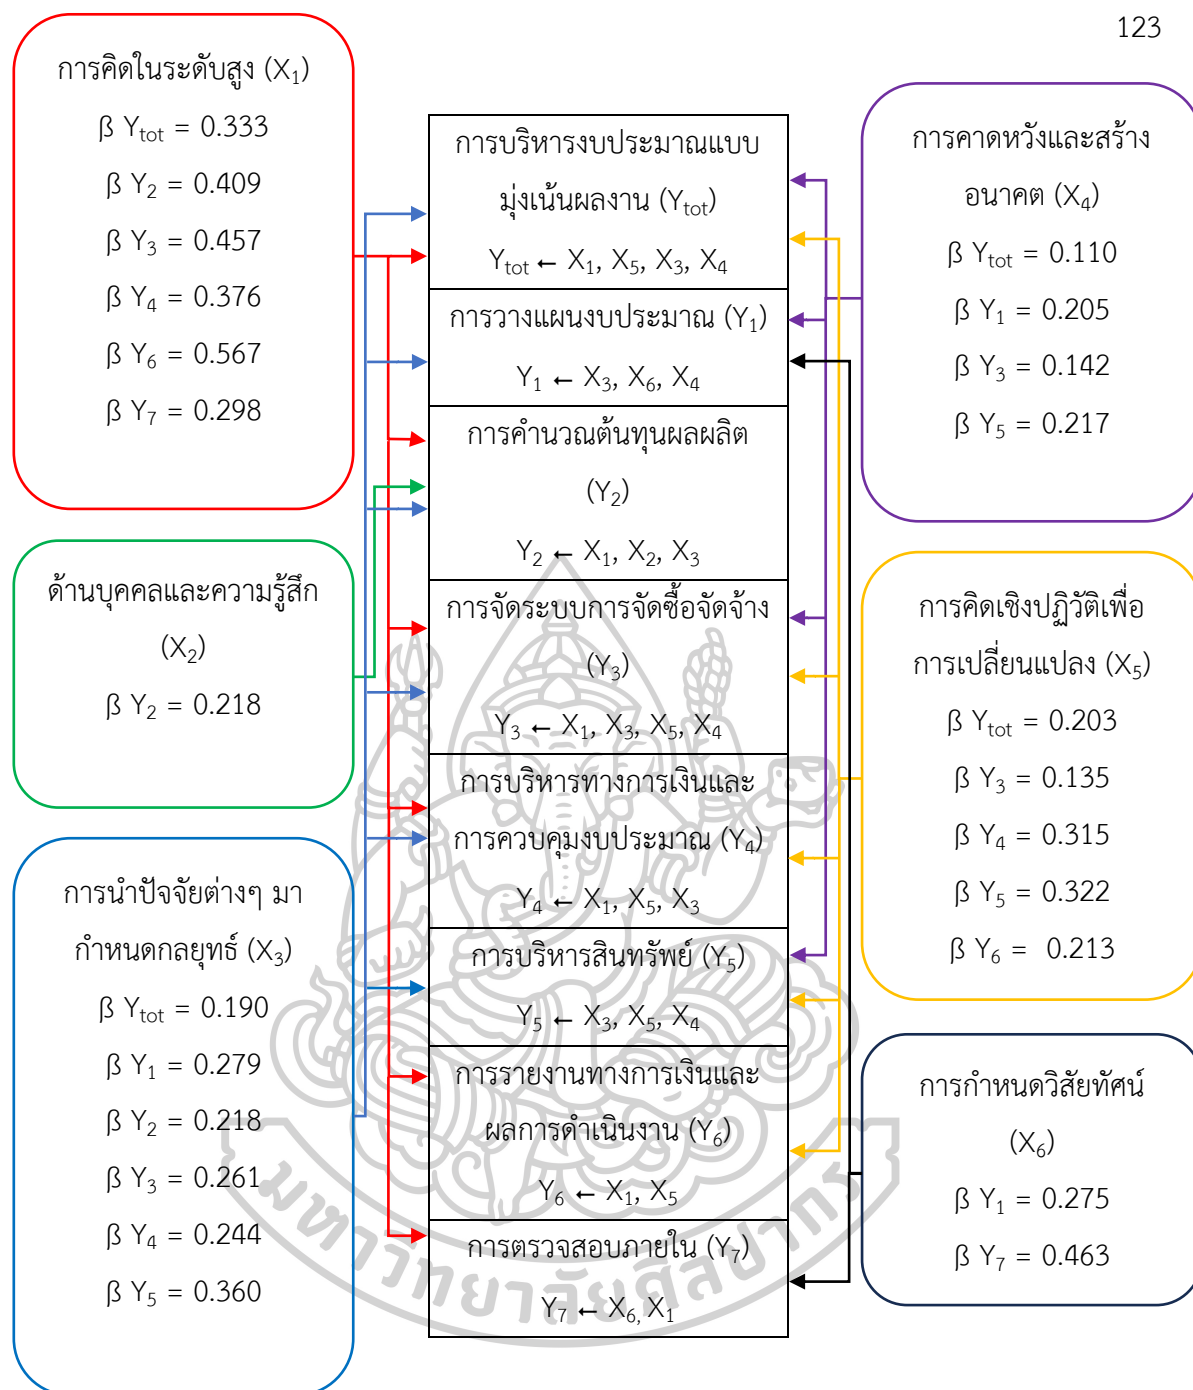 123
การคิดในระดับสูง (X₁)
β Yₜₒₜ = 0.333
β Y₂ = 0.409
β Y₃ = 0.457
β Y₄ = 0.376
β Y₆ = 0.567
β Y₇ = 0.298
ด้านบุคคลและความรู้สึก
(X₂)
β Y₂ = 0.218
การนำปัจจัยต่างๆ มา
กำหนดกลยุทธ์ (X₃)
β Yₜₒₜ = 0.190
β Y₁ = 0.279
β Y₂ = 0.218
β Y₃ = 0.261
β Y₄ = 0.244
β Y₅ = 0.360
การบริหารงบประมาณแบบ
มุ่งเน้นผลงาน (Yₜₒₜ)
Yₜₒₜ ← X₁, X₅, X₃, X₄
การวางแผนงบประมาณ (Y₁)
Y₁ ← X₃, X₆, X₄
การคำนวณต้นทุนผลผลิต
(Y₂)
Y₂ ← X₁, X₂, X₃
การจัดระบบการจัดซื้อจัดจ้าง
(Y₃)
Y₃ ← X₁, X₃, X₅, X₄
การบริหารทางการเงินและ
การควบคุมงบประมาณ (Y₄)
Y₄ ← X₁, X₅, X₃
การบริหารสินทรัพย์ (Y₅)
Y₅ ← X₃, X₅, X₄
การรายงานทางการเงินและ
ผลการดำเนินงาน (Y₆)
Y₆ ← X₁, X₅
การตรวจสอบภายใน (Y₇)
Y₇ ← X₆, X₁
การคาดหวังและสร้าง
อนาคต (X₄)
β Yₜₒₜ = 0.110
β Y₁ = 0.205
β Y₃ = 0.142
β Y₅ = 0.217
การคิดเชิงปฏิวัติเพื่อ
การเปลี่ยนแปลง (X₅)
β Yₜₒₜ = 0.203
β Y₃ = 0.135
β Y₄ = 0.315
β Y₅ = 0.322
β Y₆ = 0.213
การกำหนดวิสัยทัศน์
(X₆)
β Y₁ = 0.275
β Y₇ = 0.463
มหาวิทยาลัยศิลปากร